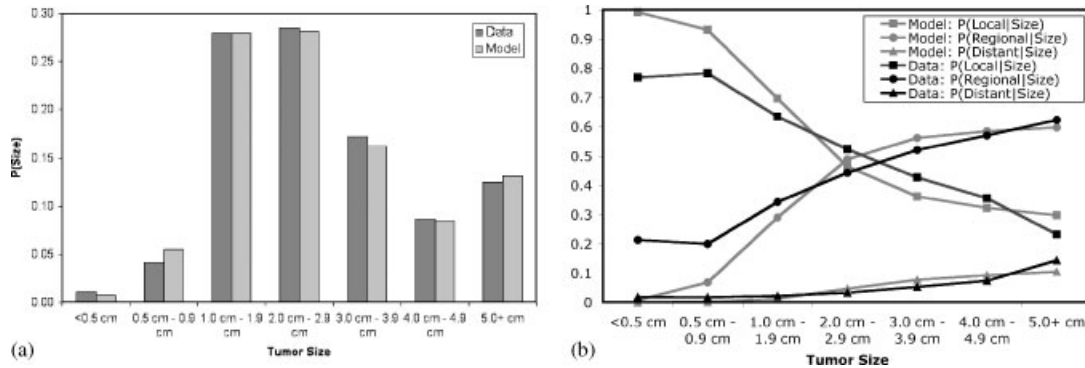 0.30
0.25
0.20
0.15
0.10
0.05
0.00
P(Size)
Data
Model
<0.5 cm 0.5 cm - 0.9 1.0 cm - 1.9 2.0 cm - 2.9 3.0 cm - 3.9 4.0 cm - 4.9 5.0+ cm
cm cm cm cm cm
Tumor Size
(a)
1
0.9
0.8
0.7
0.6
0.5
0.4
0.3
0.2
0.1
0
Model: P(Local|Size)
Model: P(Regional|Size)
Model: P(Distant|Size)
Data: P(Local|Size)
Data: P(Regional|Size)
Data: P(Distant|Size)
<0.5 cm 0.5 cm - 1.0 cm - 2.0 cm - 3.0 cm - 4.0 cm - 5.0+ cm
0.9 cm 1.9 cm 2.9 cm 3.9 cm 4.9 cm
Tumor Size
(b)